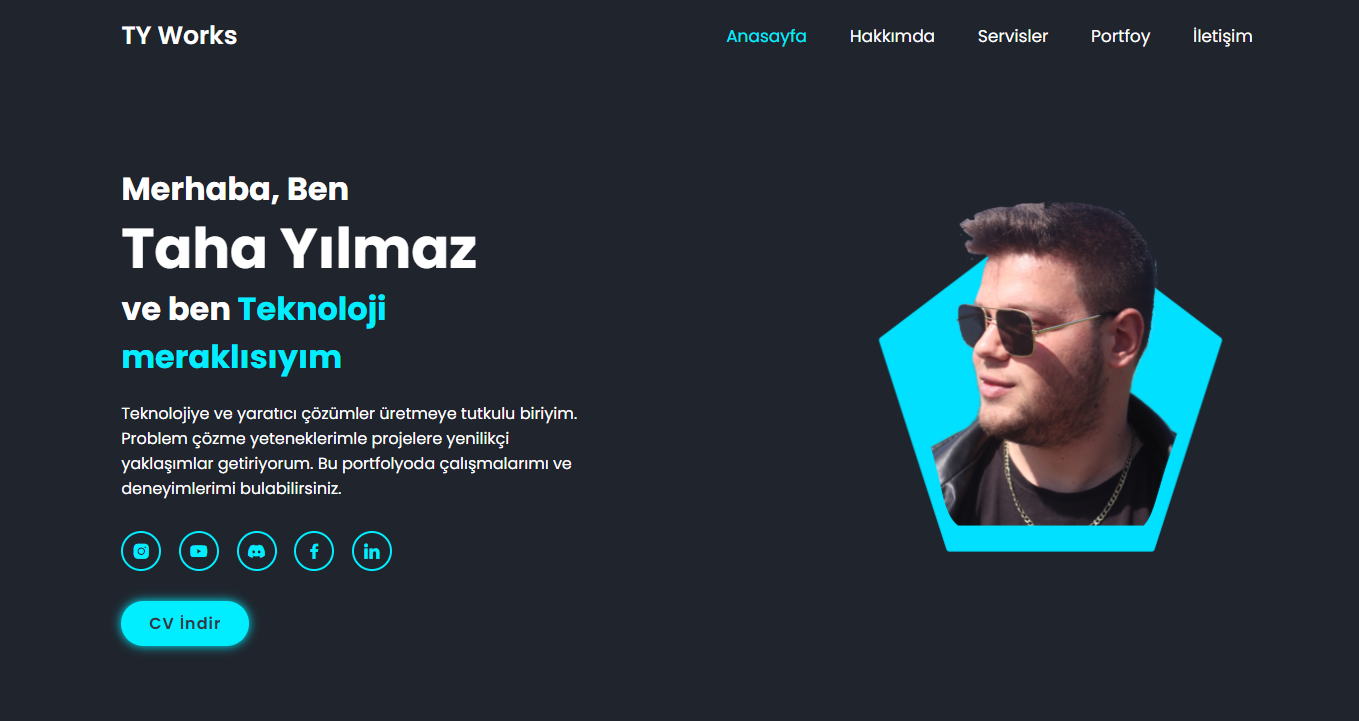 TY Works
Anasayfa Hakkımda Servisler Portfoy İletişim
Merhaba, Ben
Taha Yılmaz
ve ben Teknoloji
meraklısıyım
Teknolojiye ve yaratıcı çözümler üretmeye tutkulu biriyim.
Problem çözme yeteneklerimle projelere yenilikçi
yaklaşımlar getiriyorum. Bu portfolyoda çalışmalarımı ve
deneyimlerimi bulabilirsiniz.
CV İndir